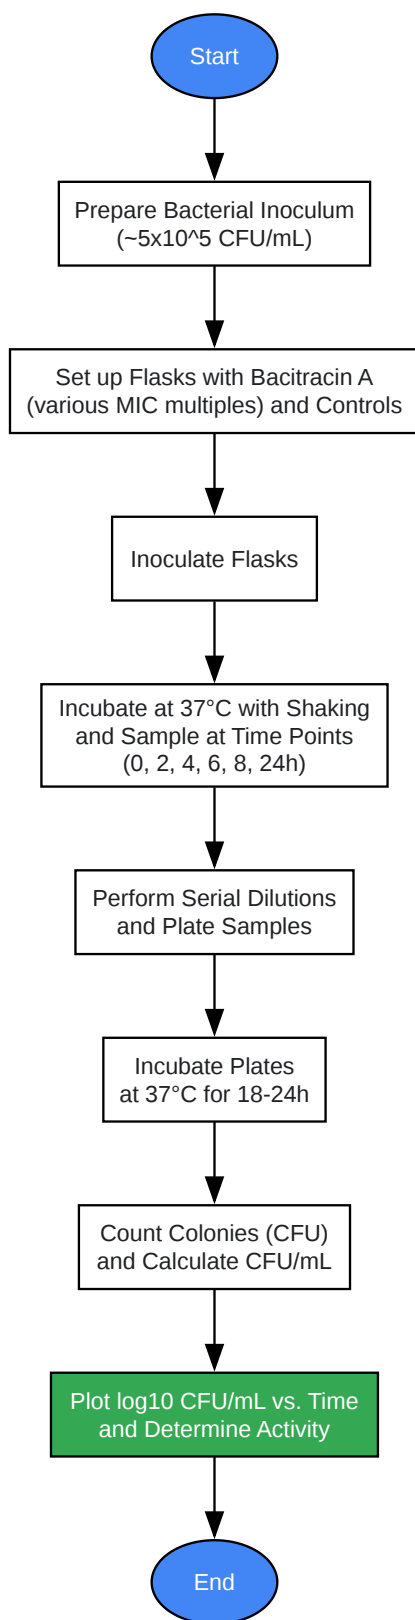 Start
Prepare Bacterial Inoculum
(~5x10^5 CFU/mL)
Set up Flasks with Bacitracin A
(various MIC multiples) and Controls
Inoculate Flasks
Incubate at 37°C with Shaking
and Sample at Time Points
(0, 2, 4, 6, 8, 24h)
Perform Serial Dilutions
and Plate Samples
Incubate Plates
at 37°C for 18-24h
Count Colonies (CFU)
and Calculate CFU/mL
Plot log10 CFU/mL vs. Time
and Determine Activity
End